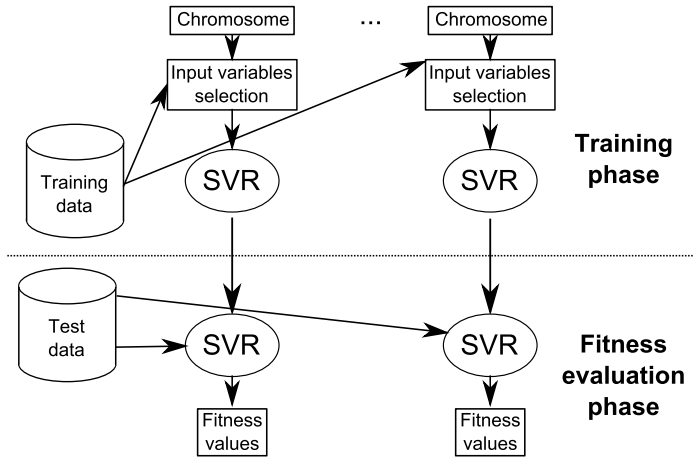 Chromosome
...
Chromosome
Input variables
selection
Input variables
selection
Training
data
SVR
SVR
Training
phase
Test
data
SVR
SVR
Fitness
evaluation
phase
Fitness
values
Fitness
values